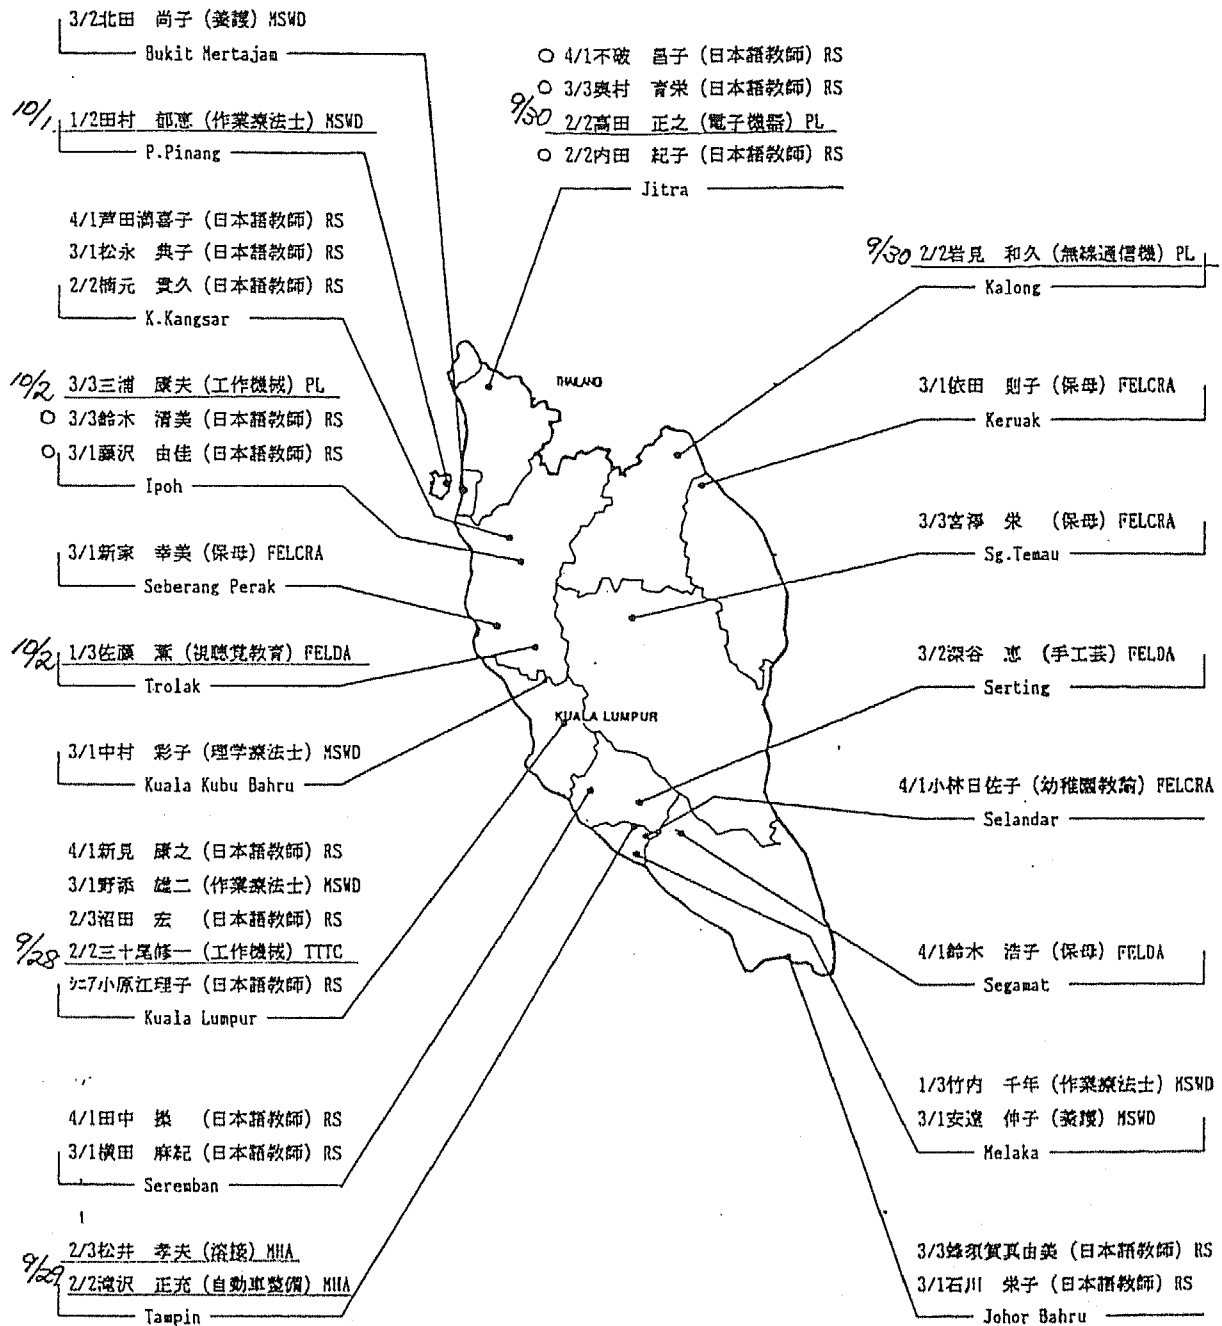 3/2北田 尚子 (養護) MSWD
Bukit Mertajam
10/1
1/2田村 郁恵 (作業療法士) MSWD
P.Pinang
4/1芦田満喜子 (日本語教師) RS
3/1松永 典子 (日本語教師) RS
2/2楠元 貴久 (日本語教師) RS
K.Kangsar
10/2
3/3三浦 康夫 (工作機械) PL
○ 3/3鈴木 清美 (日本語教師) RS
○ 3/1藤沢 由佳 (日本語教師) RS
Ipoh
3/1新家 幸美 (保母) FELCRA
Seberang Perak
10/2
1/3佐藤 薫 (視聴覚教育) FELDA
Trolak
3/1中村 彩子 (理学療法士) MSWD
Kuala Kubu Bahru
4/1新見 康之 (日本語教師) RS
3/1野添 雄二 (作業療法士) MSWD
2/3沼田 宏 (日本語教師) RS
9/28
2/2三十尾修一 (工作機械) TTTC
シニア小原江理子 (日本語教師) RS
Kuala Lumpur
4/1田中 (日本語教師) RS
3/1横田 麻紀 (日本語教師) RS
Seremban
2/3松井 孝夫 (溶接) MHA
9/29
2/2滝沢 正充 (自動車整備) MHA
Tampin
○ 4/1不破 昌子 (日本語教師) RS
○ 3/3奥村 育栄 (日本語教師) RS
9/30
2/2高田 正之 (電子機器) PL
○ 2/2内田 紀子 (日本語教師) RS
Jitra
9/30
2/2岩見 和久 (無線通信機) PL
Kalong
3/1依田 則子 (保母) FELCRA
Keruak
3/3宮澤 栄 (保母) FELCRA
Sg.Temau
3/2深谷 恵 (手工芸) FELDA
Serting
4/1小林日佐子 (幼稚園教諭) FELCRA
Selandar
4/1鈴木 浩子 (保母) FELDA
Segamat
1/3竹内 千年 (作業療法士) MSWD
3/1安達 仲子 (養護) MSWD
Melaka
3/3蜂須賀真由美 (日本語教師) RS
3/1石川 栄子 (日本語教師) RS
Johor Bahru
THAILAND
KUALA LUMPUR